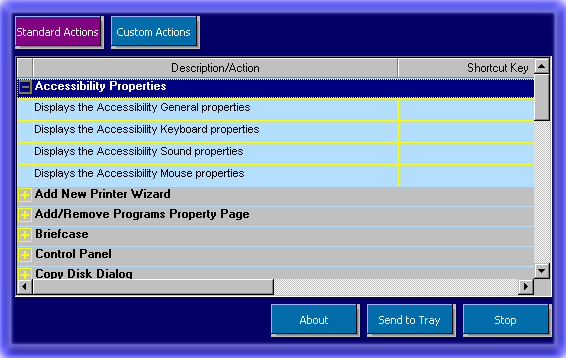 Standard Actions Custom Actions
Description/Action Shortcut Key
Accessibility Properties
Displays the Accessibility General properties
Displays the Accessibility Keyboard properties
Displays the Accessibility Sound properties
Displays the Accessibility Mouse properties
Add New Printer Wizard
Add/Remove Programs Property Page
Briefcase
Control Panel
Copy Disk Dialog
About Send to Tray Stop